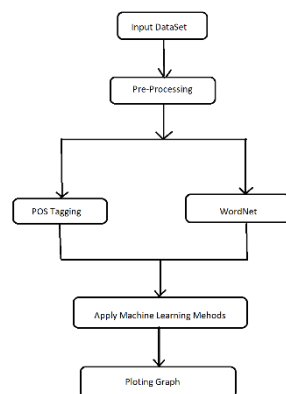 Input DataSet
Pre-Processing
POS Tagging
WordNet
Apply Machine Learning Mehods
Ploting Graph